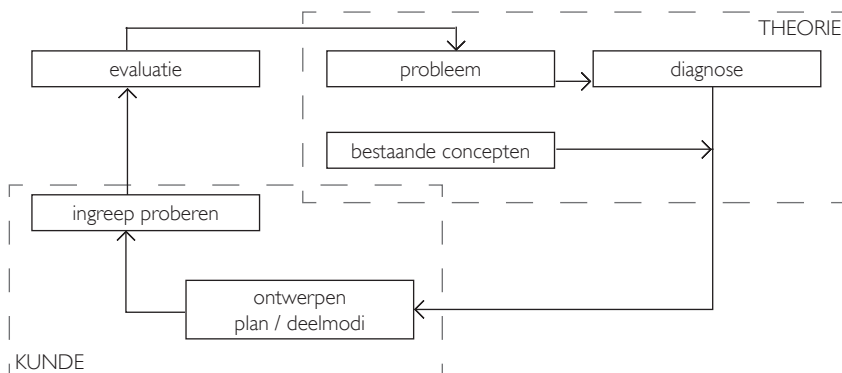 THEORIE
evaluatie
probleem
diagnose
bestaande concepten
ingreep proberen
ontwerpen
plan / deelmodi
KUNDE